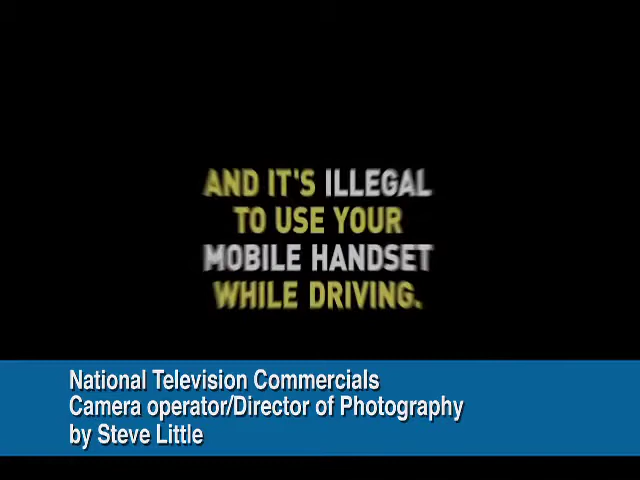 AND IT'S ILLEGAL
TO USE YOUR
MOBILE HANDSET
WHILE DRIVING.
National Television Commercials
Camera operator/Director of Photography
by Steve Little